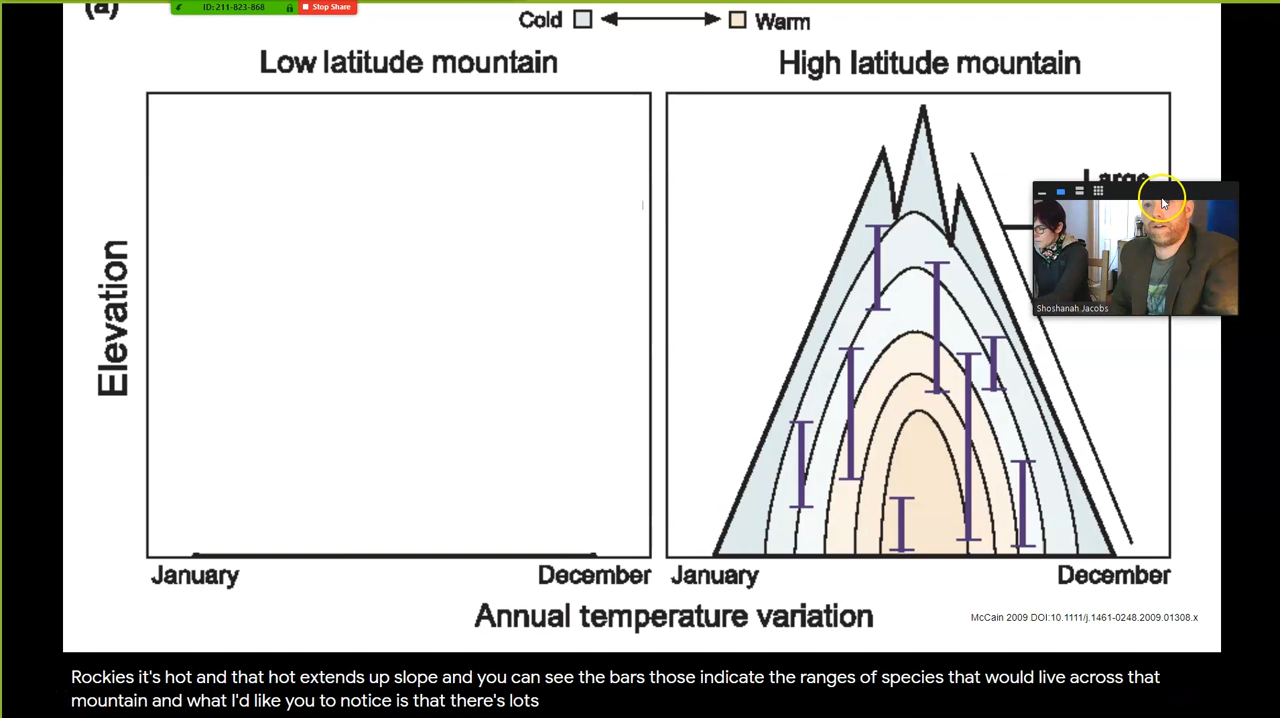 (a)
ID: 211-823-868
Stop Share
Cold Warm
Low latitude mountain
High latitude mountain
Large
Shoshanah Jacobs
Elevation
January
December
January
December
Annual temperature variation
McCain 2009 DOI:10.1111/j.1461-0248.2009.01308.x
Rockies it's hot and that hot extends up slope and you can see the bars those indicate the ranges of species that would live across that
mountain and what I'd like you to notice is that there's lots